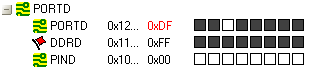 PORTD
PORTD 0x12... 0xDF
DDRD 0x11... 0xFF
PIND 0x10... 0x00